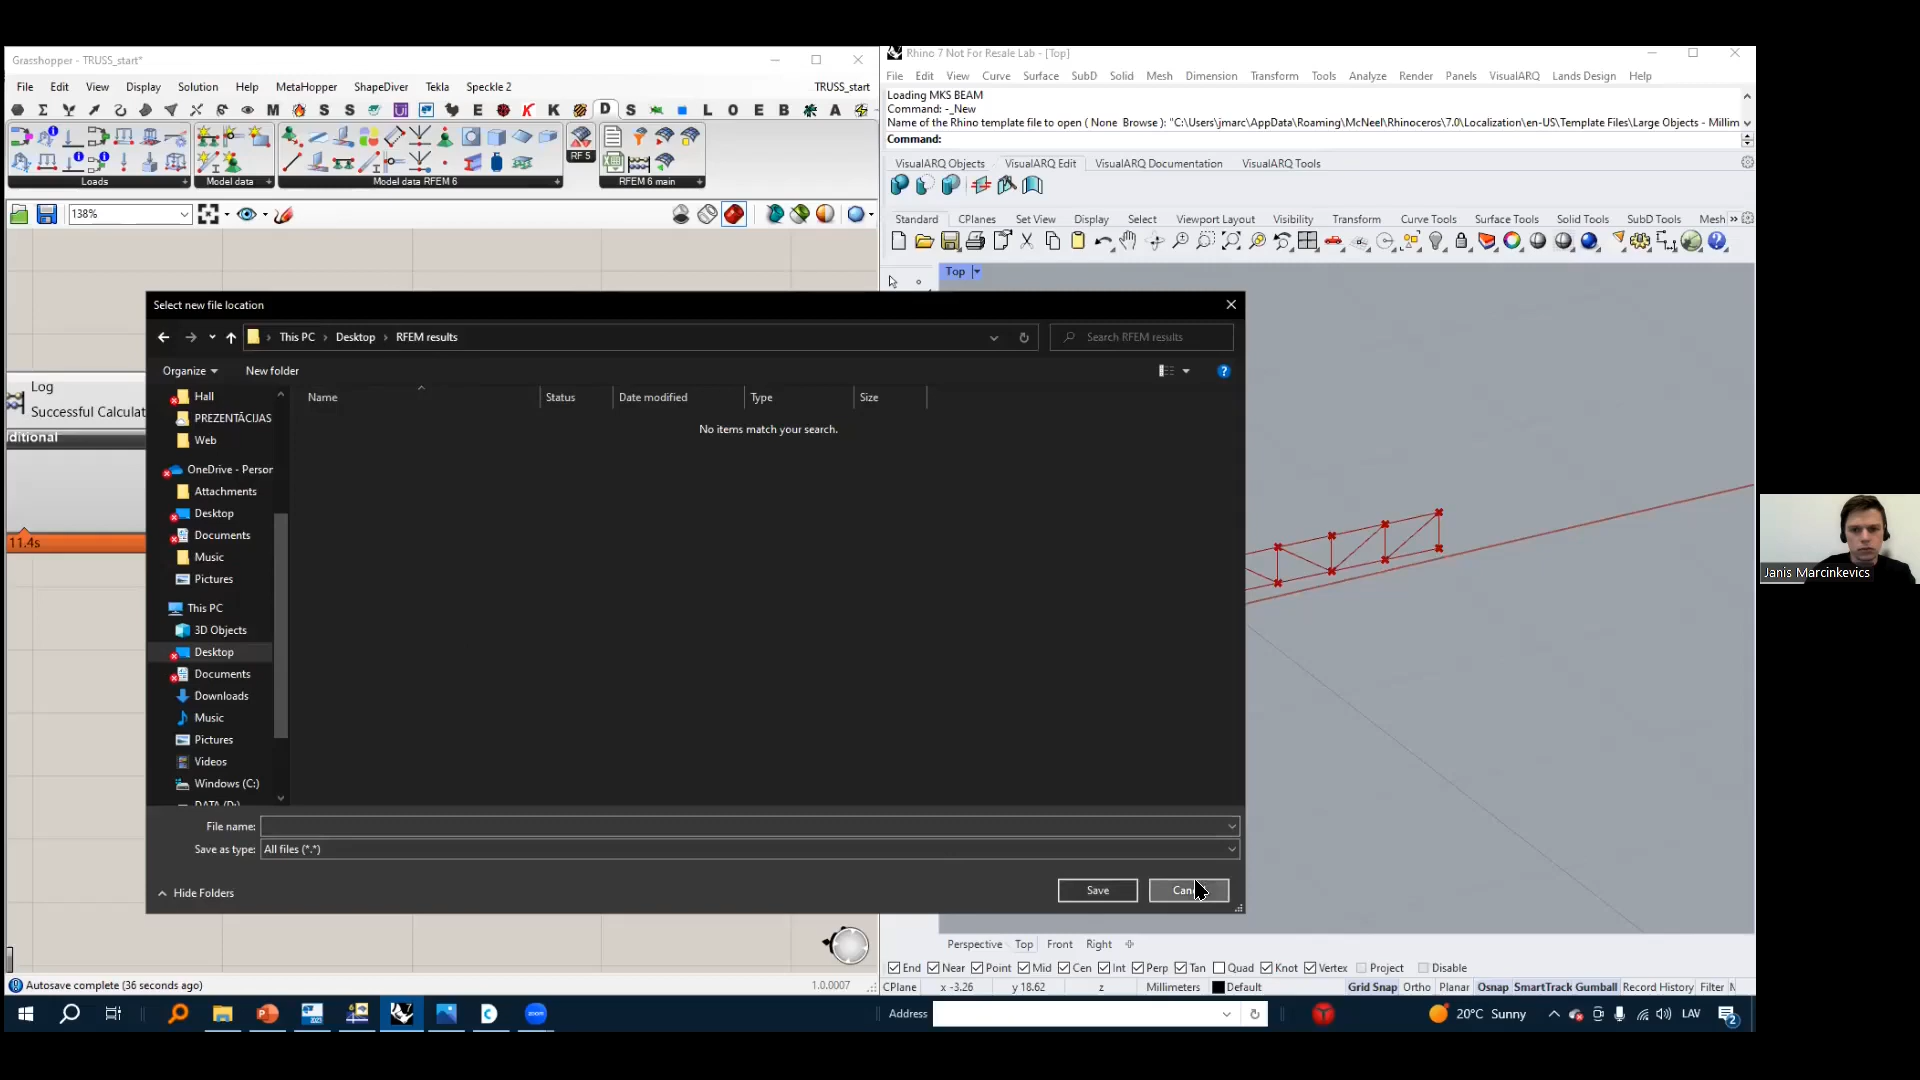 Grasshopper - TRUSS_start*
File Edit View Display Solution Help MetaHopper ShapeDiver Tekla Speckle 2 TRUSS_start
Loads Model data Model data RFEM 6 RF 5 RFEM 6 main
138%
Rhino 7 Not For Resale Lab - [Top]
File Edit View Curve Surface SubD Solid Mesh Dimension Transform Tools Analyze Render Panels VisualARQ Lands Design Help
Loading MKS BEAM
Command: -_New
Name of the Rhino template file to open ( None Browse ): "C:\Users\jmarc\AppData\Roaming\McNeel\Rhinoceros\7.0\Localization\en-US\Template Files\Large Objects - Millim
Command:
VisualARQ Objects VisualARQ Edit VisualARQ Documentation VisualARQ Tools
Standard CPlanes Set View Display Select Viewport Layout Visibility Transform Curve Tools Surface Tools Solid Tools SubD Tools Mesh »
Top
Log
Successful Calculat
ditional
11.4s
Select new file location
This PC Desktop RFEM results
Search RFEM results
Organize New folder
Name Status Date modified Type Size
No items match your search.
Hall
PREZENTĀCIJAS
Web
OneDrive - Person
Attachments
Desktop
Documents
Music
Pictures
This PC
3D Objects
Desktop
Documents
Downloads
Music
Pictures
Videos
Windows (C:)
DATA (D:)
File name:
Save as type: All files (*.*)
Hide Folders
Save
Can
Janis Marcinkevics
Perspective Top Front Right
End Near Point Mid Cen Int Perp Tan Quad Knot Vertex Project Disable
CPlane x -3.26 y 18.62 z Millimeters Default Grid Snap Ortho Planar Osnap SmartTrack Gumball Record History Filter
Autosave complete (36 seconds ago)
1.0.0007
Address
20°C Sunny
LAV
2